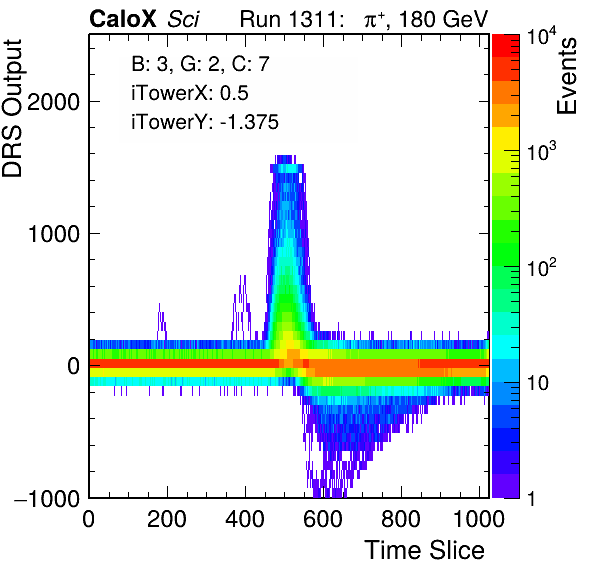 CaloX Sci Run 1311: π⁺, 180 GeV
B: 3, G: 2, C: 7
iTowerX: 0.5
iTowerY: -1.375
DRS Output
2000
1000
0
−1000
0 200 400 600 800 1000
Time Slice
Events
10⁴
10³
10²
10
1